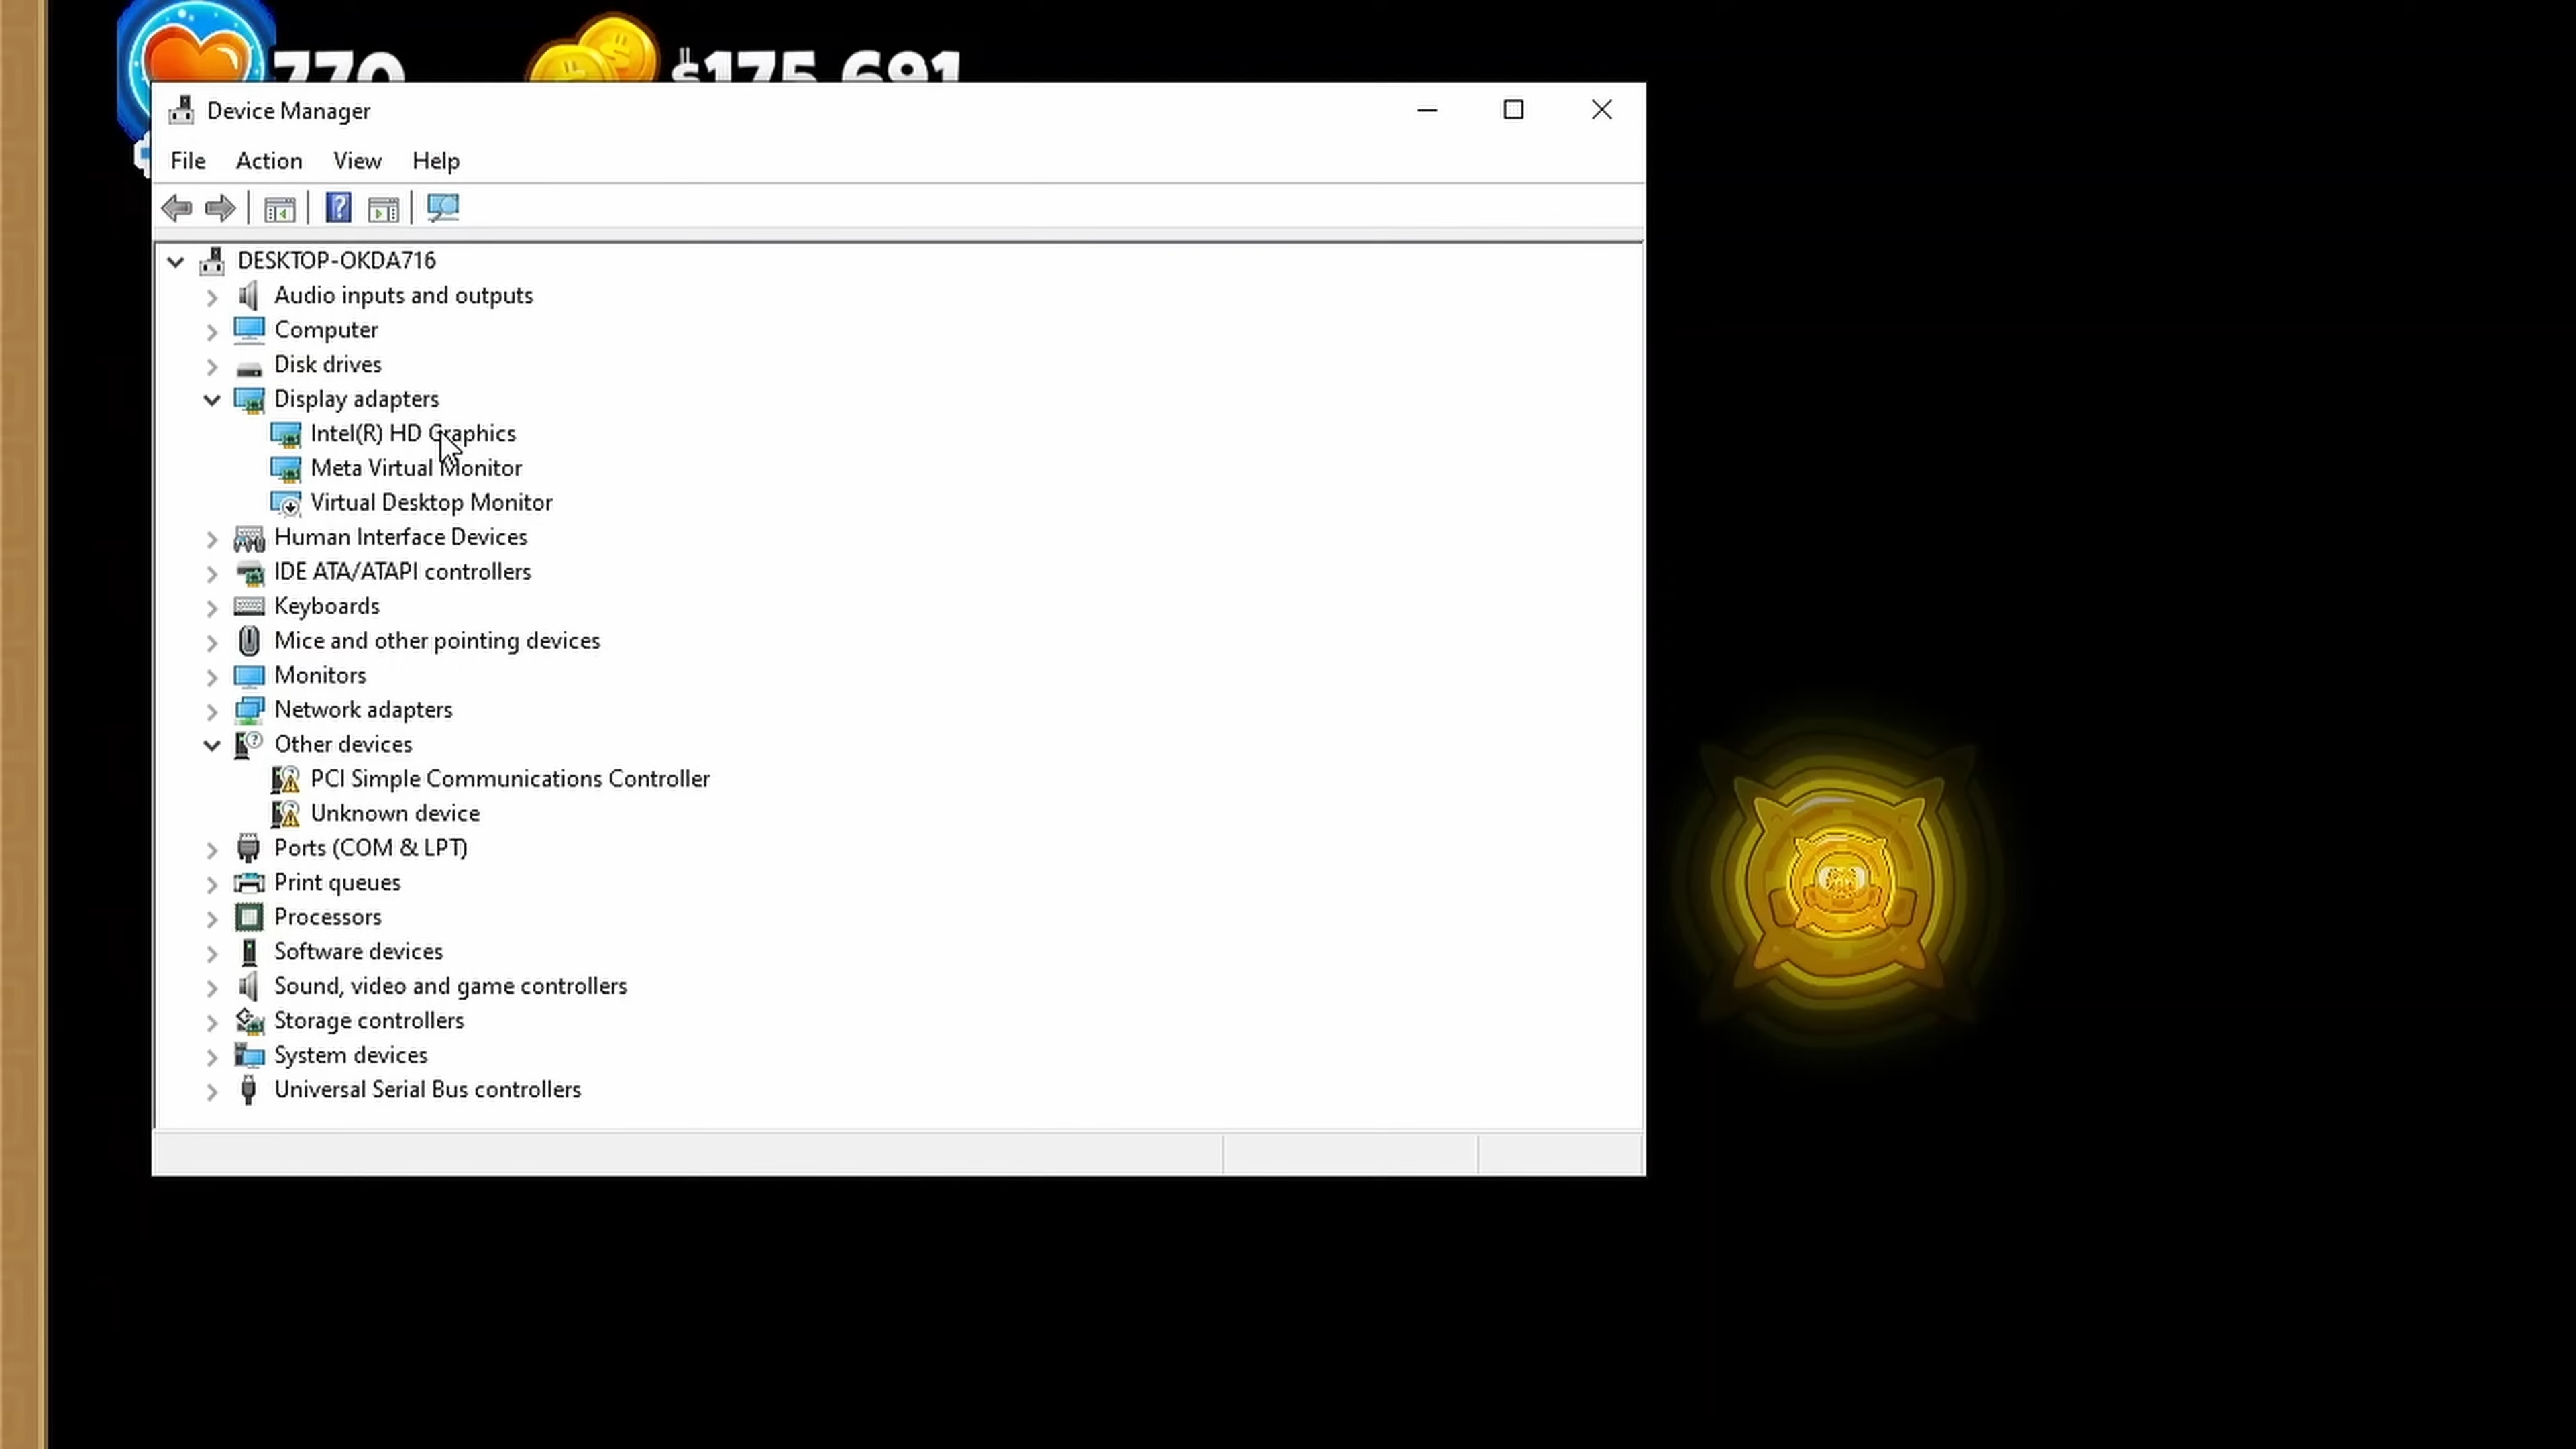 770
$175,691
Device Manager
File Action View Help
DESKTOP-OKDA716
Audio inputs and outputs
Computer
Disk drives
Display adapters
Intel(R) HD Graphics
Meta Virtual Monitor
Virtual Desktop Monitor
Human Interface Devices
IDE ATA/ATAPI controllers
Keyboards
Mice and other pointing devices
Monitors
Network adapters
Other devices
PCI Simple Communications Controller
Unknown device
Ports (COM & LPT)
Print queues
Processors
Software devices
Sound, video and game controllers
Storage controllers
System devices
Universal Serial Bus controllers